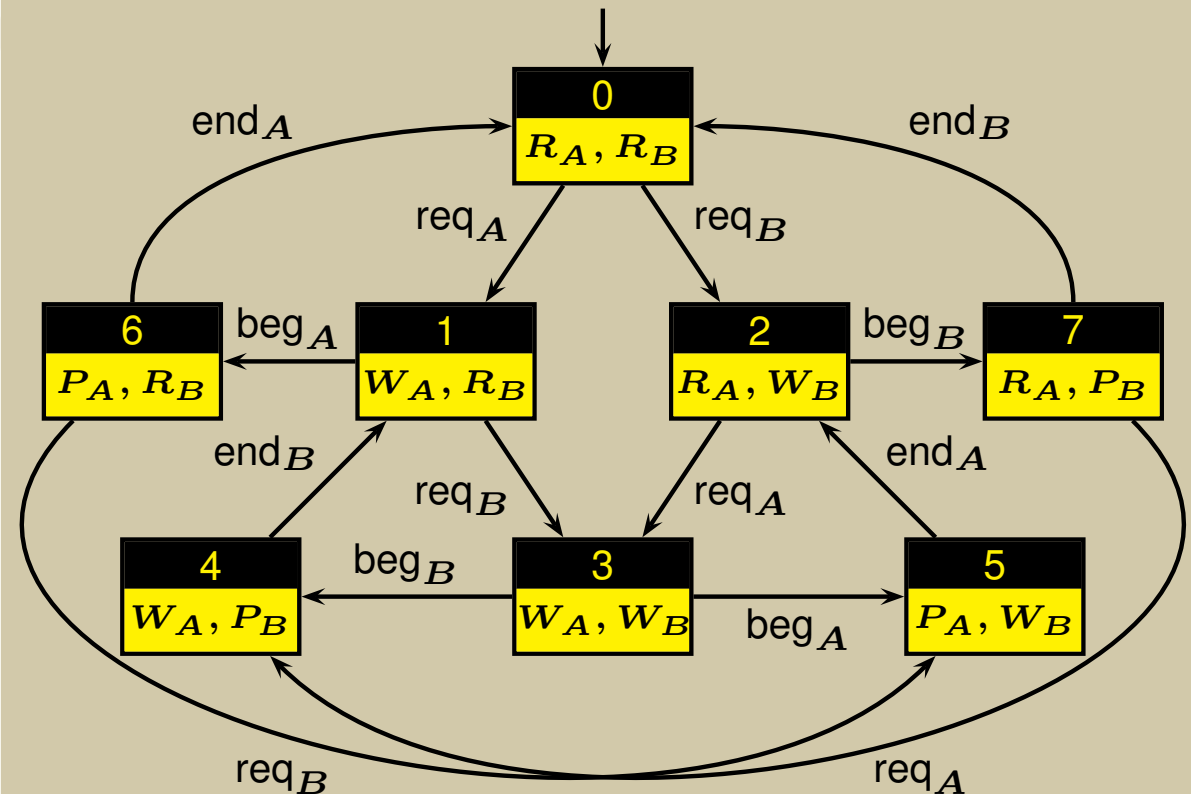 0
end_A
end_B
R_A, R_B
req_A
req_B
6
beg_A
1
2
beg_B
7
P_A, R_B
W_A, R_B
R_A, W_B
R_A, P_B
end_B
end_A
req_B
req_A
4
beg_B
3
5
W_A, P_B
W_A, W_B
beg_A
P_A, W_B
req_B
req_A